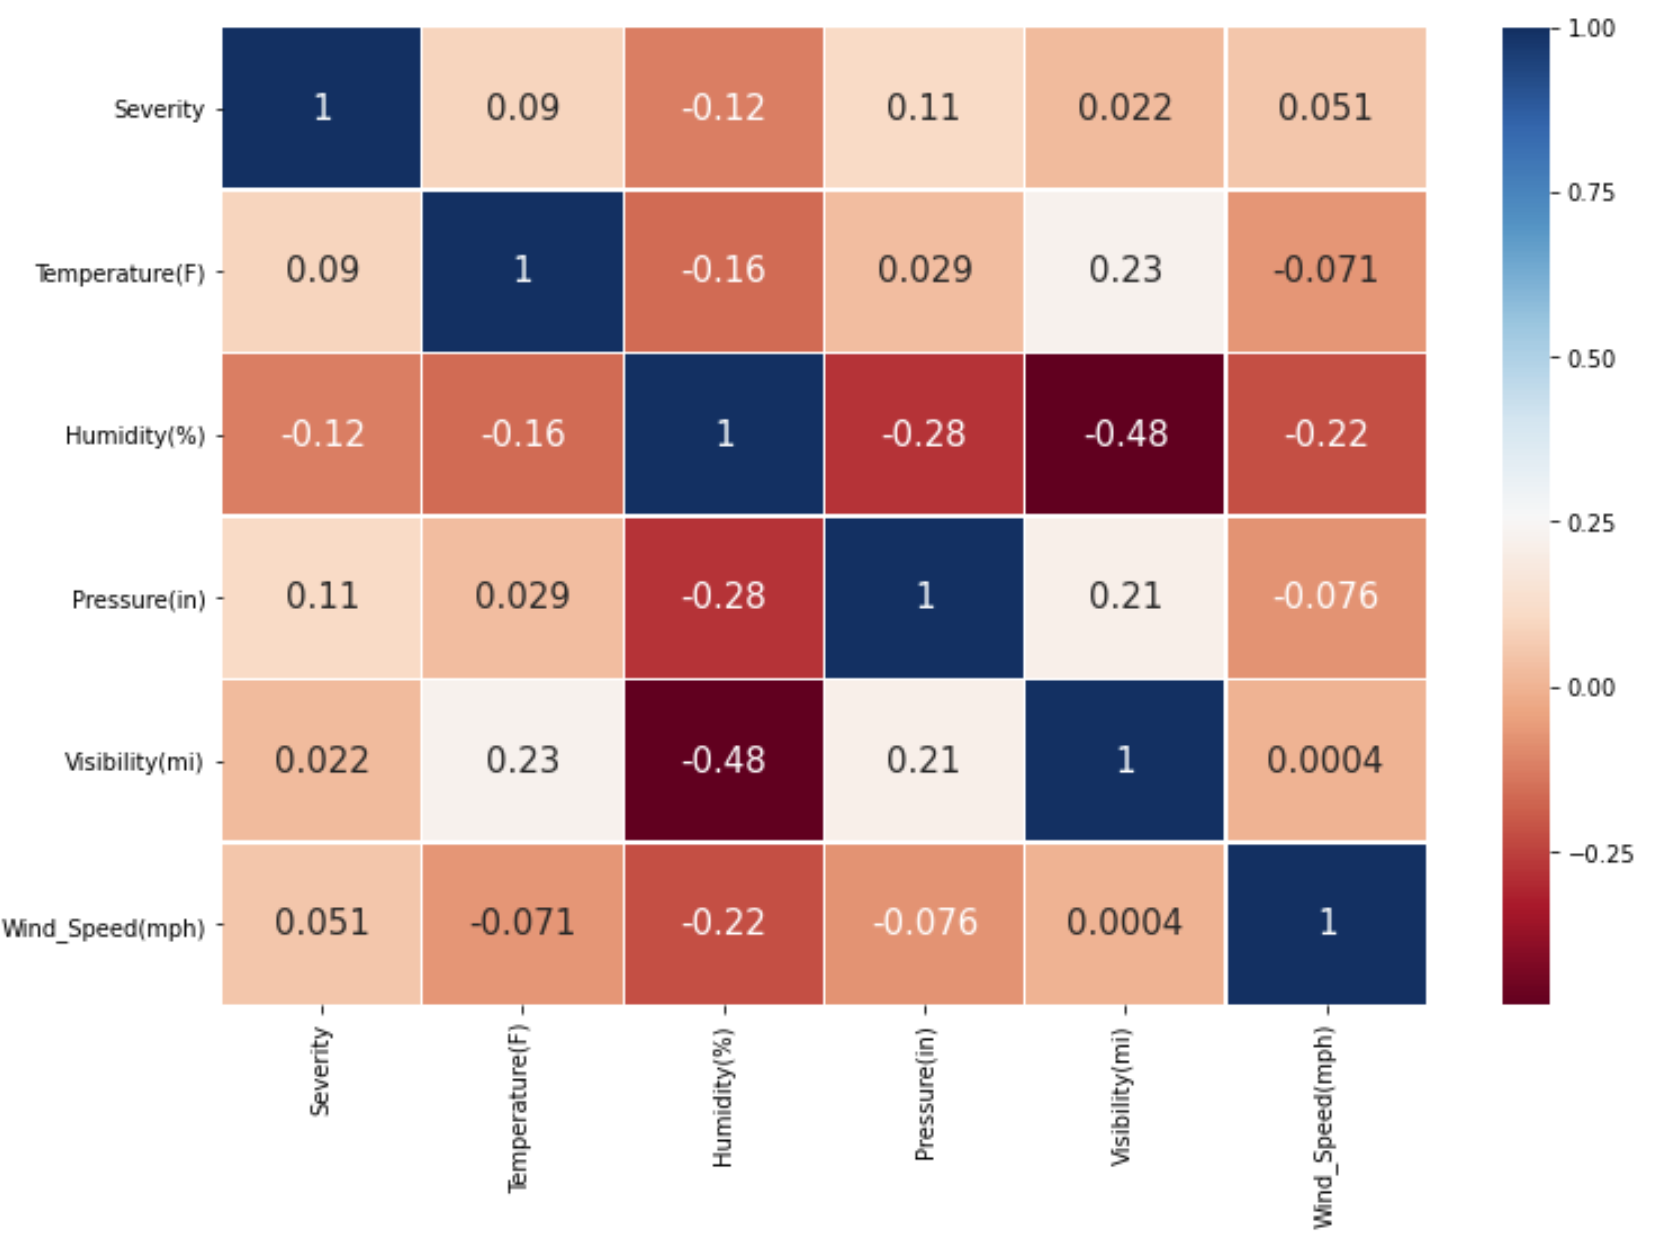 Severity 1 0.09 -0.12 0.11 0.022 0.051
Temperature(F) 0.09 1 -0.16 0.029 0.23 -0.071
Humidity(%) -0.12 -0.16 1 -0.28 -0.48 -0.22
Pressure(in) 0.11 0.029 -0.28 1 0.21 -0.076
Visibility(mi) 0.022 0.23 -0.48 0.21 1 0.0004
Wind_Speed(mph) 0.051 -0.071 -0.22 -0.076 0.0004 1
Severity
Temperature(F)
Humidity(%)
Pressure(in)
Visibility(mi)
Wind_Speed(mph)
1.00
0.75
0.50
0.25
0.00
−0.25